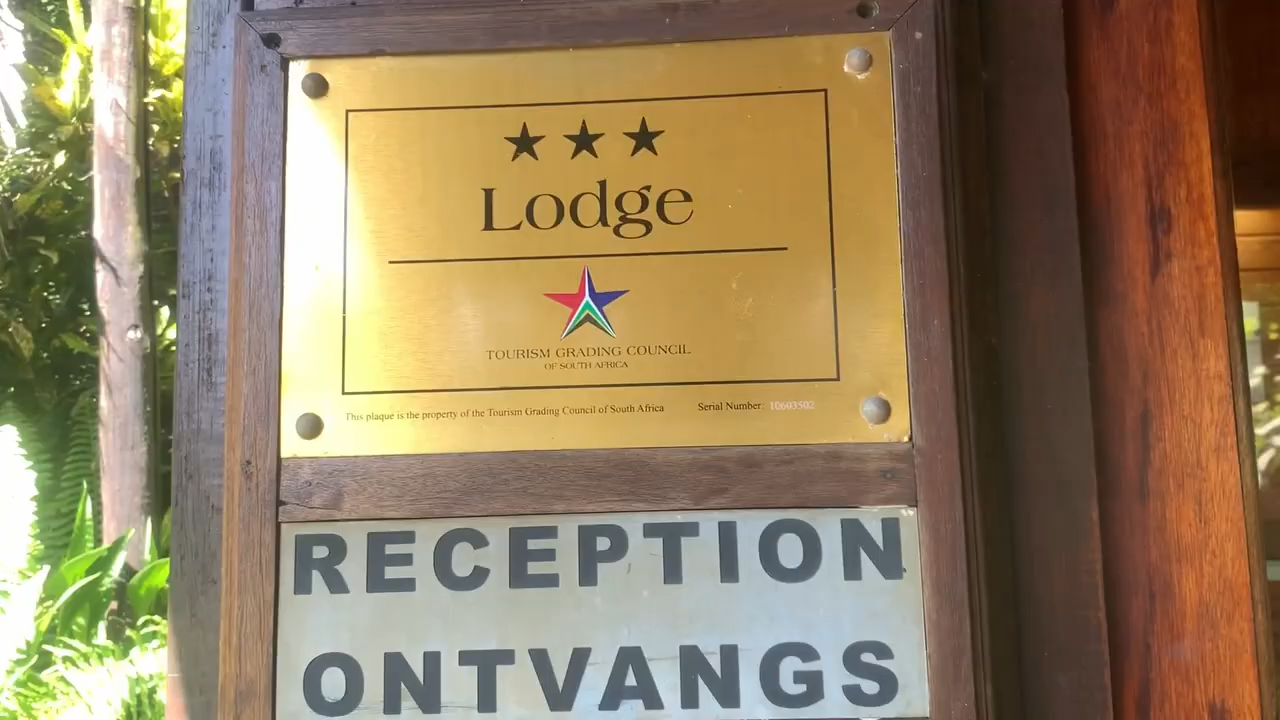 Lodge
TOURISM GRADING COUNCIL
OF SOUTH AFRICA
This plaque is the property of the Tourism Grading Council of South Africa Serial Number: 10603502
RECEPTION
ONTVANGS